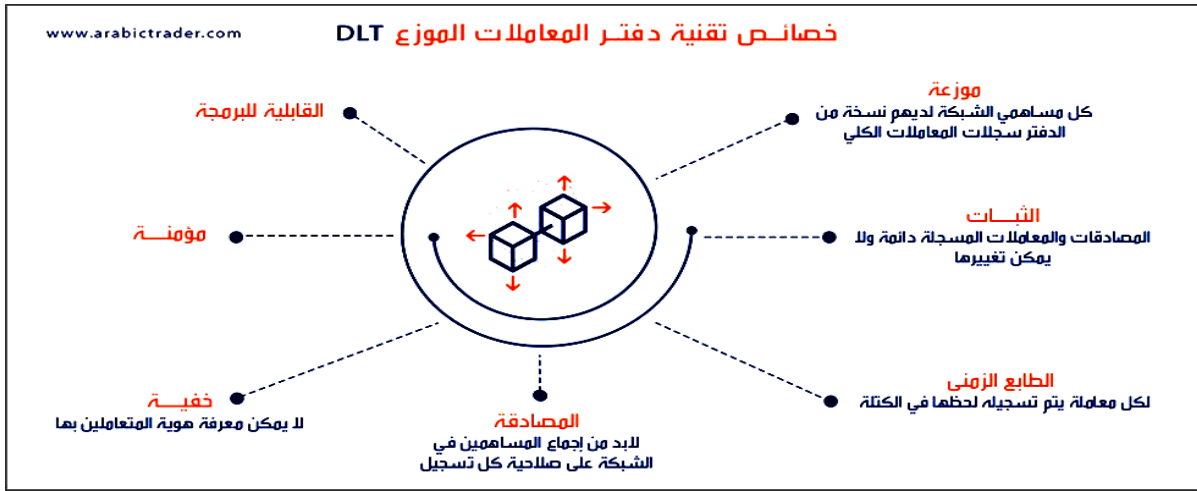 خصائص تقنية دفتر المعاملات الموزع DLT
www.arabictrader.com
موزعة
كل مساهمي الشبكة لديهم نسخة من
الدفتر سجلات المعاملات الكلي
الثبات
المصادقات والمعاملات المسجلة دائمة ولا
يمكن تغييرها
الطابع الزمني
لكل معاملة يتم تسجيله لحظها في الكتلة
المصادقة
لابد من إجماع المساهمين في
الشبكة على صلاحية كل تسجيل
خفية
لا يمكن معرفة هوية المتعاملين بها
مؤمنة
القابلية للبرمجة